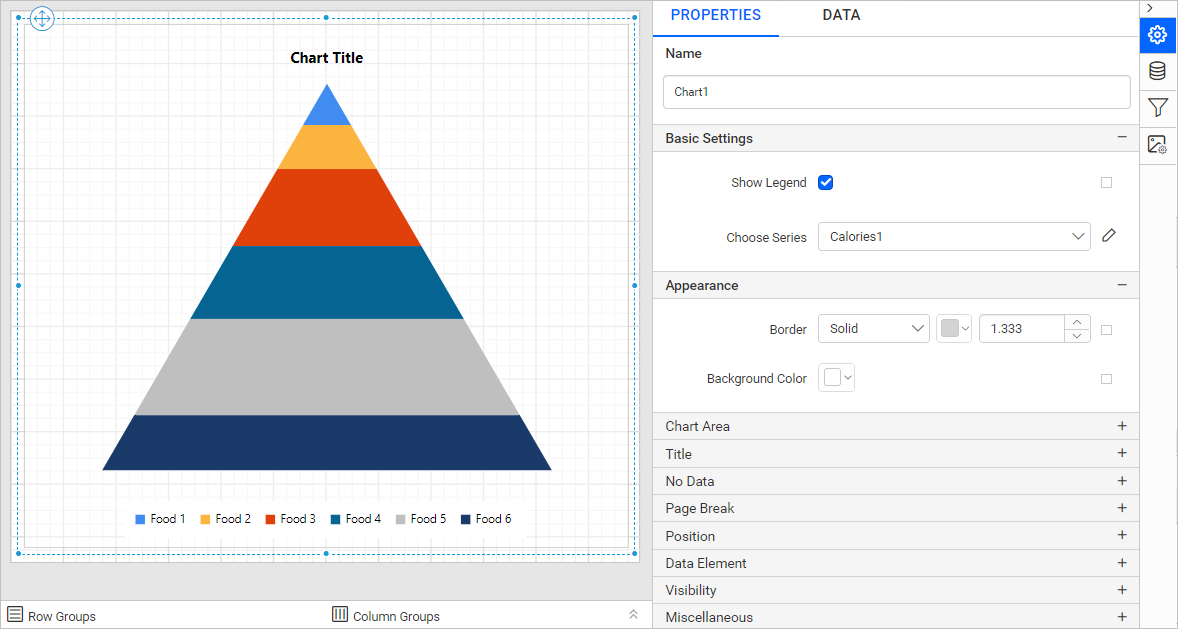 Chart Title
Food 1 Food 2 Food 3 Food 4 Food 5 Food 6
Row Groups Column Groups
PROPERTIES DATA
Name
Chart1
Basic Settings
Show Legend
Choose Series Calories1
Appearance
Border Solid 1.333
Background Color
Chart Area
Title
No Data
Page Break
Position
Data Element
Visibility
Miscellaneous